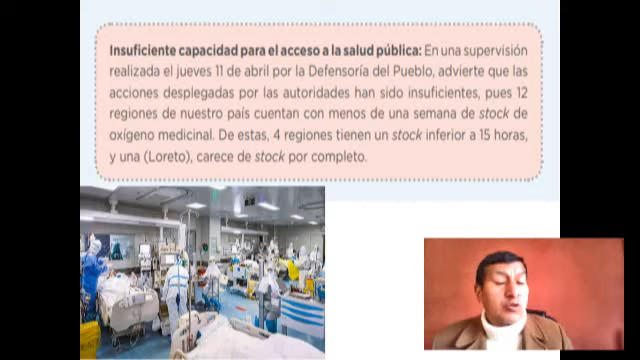 Insuficiente capacidad para el acceso a la salud pública: En una supervisión
realizada el jueves 11 de abril por la Defensoría del Pueblo, advierte que las
acciones desplegadas por las autoridades han sido insuficientes, pues 12
regiones de nuestro país cuentan con menos de una semana de stock de
oxígeno medicinal. De estas, 4 regiones tienen un stock inferior a 15 horas,
y una (Loreto), carece de stock por completo.